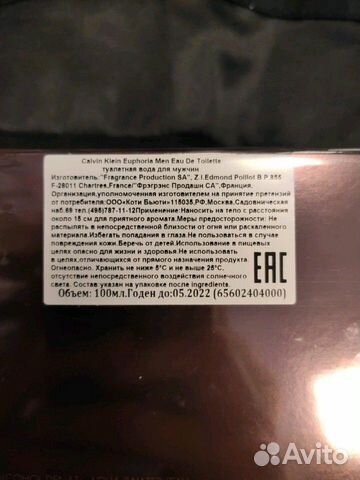 Calvin Klein Euphoria Men Eau De Toilette
туалетная вода для мужчин
Изготовитель:"Fragrance Production SA", Z.I.Edmond Poillot B.P.855
F-28011 Chartres,France/"Фрэгрэнс Продашн СА",Франция.
Организация,уполномоченная изготовителем на принятие претензий
от потребителя:ООО«Коти Бьюти»115035,РФ,Москва,Садовническая
наб.69 тел.(495)787-11-12Применение:Наносить на тело с расстояния
около 15 см для приятного аромата.Меры предосторожности: Не
распылять в непосредственной близости от огня или раскаленного
материала.Избегать попадания в глаза.Не пользоваться в случае
повреждения кожи.Беречь от детей.Использование в пищевых
целях опасно для жизни и здоровья.Не использовать
в целях,отличающихся от прямого назначения продукта.
Огнеопасно. Хранить не ниже 5°С и не выше 25°С,
отсутствие непосредственного воздействия солнечного
света. Состав:указан на упаковке после ingredients.
Объем: 100мл.Годен до:05.2022 (65602404000)
ЕАС
Avito